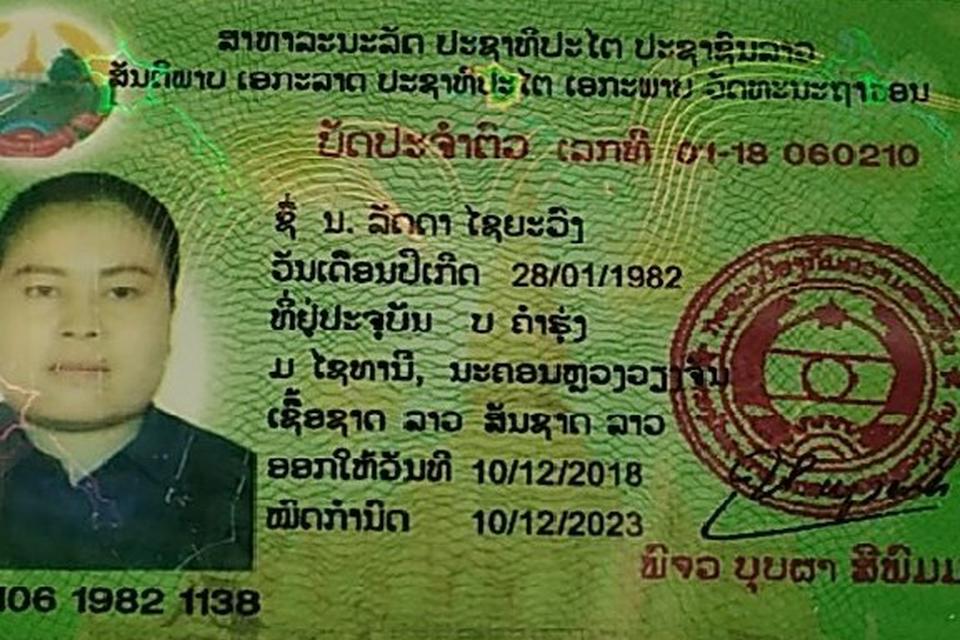 ສາທາລະນະລັດ ປະຊາທິປະໄຕ ປະຊາຊົນລາວ
ສັນຕິພາບ ເອກະລາດ ປະຊາທິປະໄຕ ເອກະພາບ ວັດທະນະຖາວອນ
ບັດປະຈຳຕົວ ເລກທີ 01-18 060210
ຊື່ ນ. ລັດດາ ໄຊຍະວົງ
ວັນເດືອນປີເກີດ 28/01/1982
ທີ່ຢູ່ປະຈຸບັນ ບ ຄຳຮຸ່ງ
ມ ໄຊທານີ, ນະຄອນຫຼວງວຽງຈັນ
ເຊື້ອຊາດ ລາວ ສັນຊາດ ລາວ
ອອກໃຫ້ວັນທີ 10/12/2018
ໝົດກຳນົດ 10/12/2023
ພົຈວ ບຸບຜາ
106 1982 1138